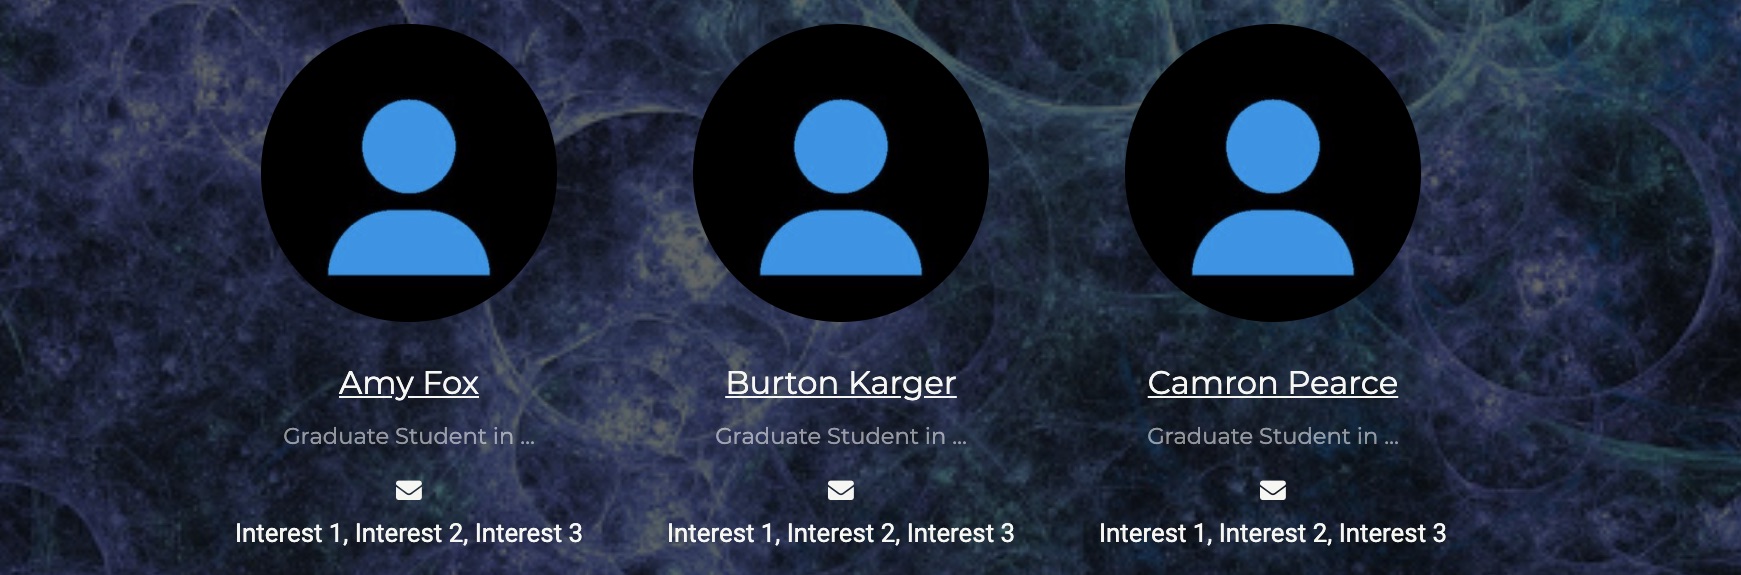 Amy Fox
Graduate Student in ...
Interest 1, Interest 2, Interest 3
Burton Karger
Graduate Student in ...
Interest 1, Interest 2, Interest 3
Camron Pearce
Graduate Student in ...
Interest 1, Interest 2, Interest 3